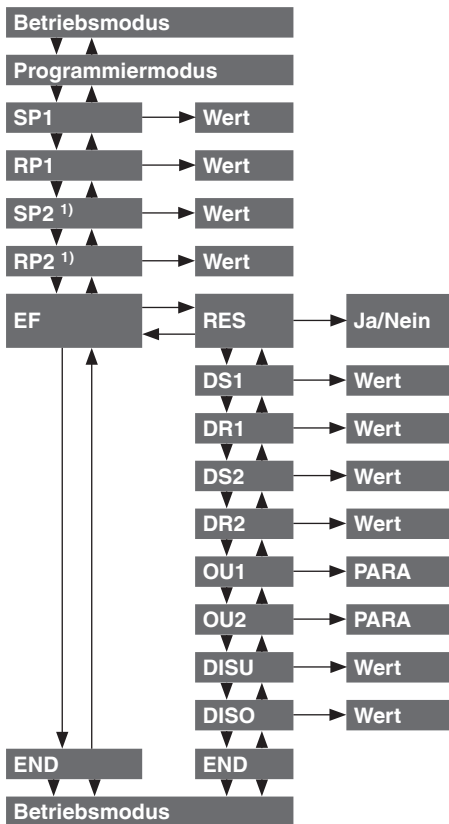 Betriebsmodus
Programmiermodus
SP1 Wert
RP1 Wert
SP2 1) Wert
RP2 1) Wert
EF RES Ja/Nein
DS1 Wert
DR1 Wert
DS2 Wert
DR2 Wert
OU1 PARA
OU2 PARA
DISU Wert
DISO Wert
END END
Betriebsmodus